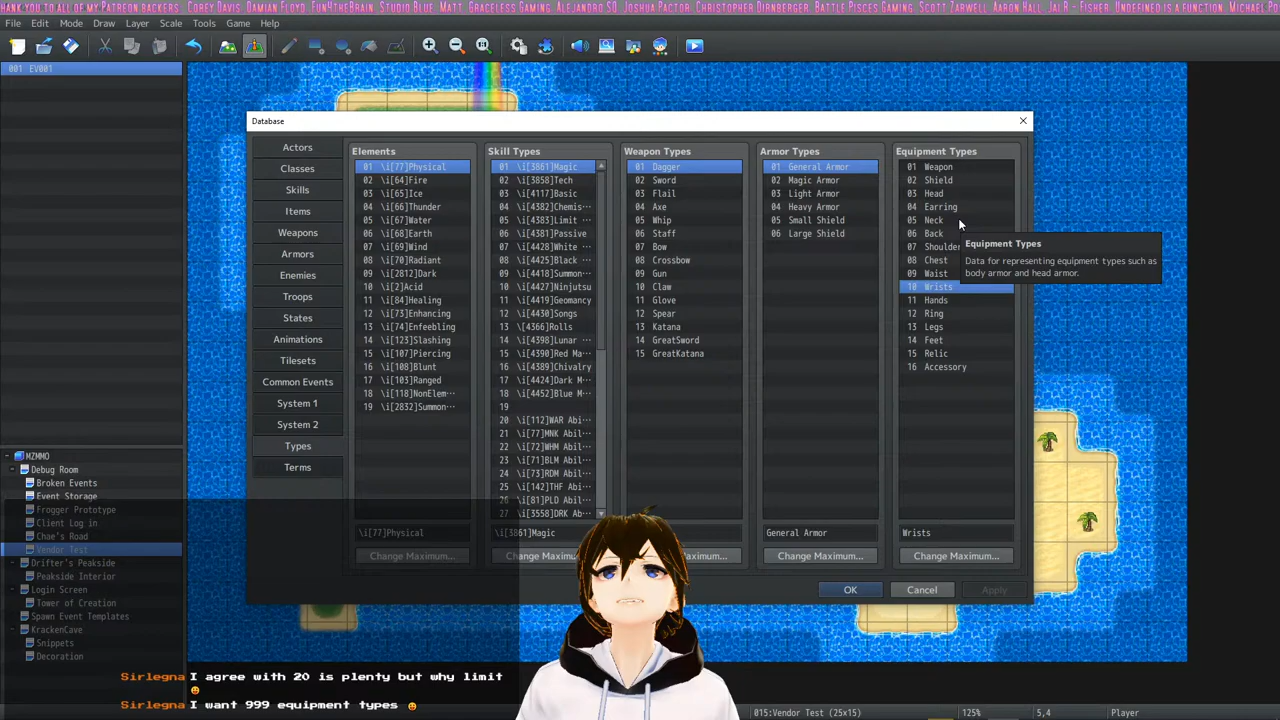 HANK YOU TO ALL OF MY PATREON BACKERS. COREY DAVIS, DAMIAN FLOYD, FUN4THEBRAIN, STUDIO BLUE, MATT, GRACELESS GAMING, ALEJANDRO SO, JOSHUA PACTOR, CHRISTOPHER DIRNBERGER, BATTLE PISCES GAMING, SCOTT ZARWELL, AARON HALL, JALR - FISHER, UNDEFINED IS A FUNCTION, MICHAEL PO
File Edit Mode Draw Layer Scale Tools Game Help
001 EV001
Database
Actors
Classes
Skills
Items
Weapons
Armors
Enemies
Troops
States
Animations
Tilesets
Common Events
System 1
System 2
Types
Terms
Elements
01 \i[77]Physical
02 \i[64]Fire
03 \i[65]Ice
04 \i[66]Thunder
05 \i[67]Water
06 \i[68]Earth
07 \i[69]Wind
08 \i[70]Radiant
09 \i[2812]Dark
10 \i[2]Acid
11 \i[84]Healing
12 \i[73]Enhancing
13 \i[74]Enfeebling
14 \i[123]Slashing
15 \i[107]Piercing
16 \i[108]Blunt
17 \i[103]Ranged
18 \i[118]NonElem…
19 \i[2832]Summon…
\i[77]Physical
Change Maximum...
Skill Types
01 \i[3861]Magic
02 \i[3858]Tech
03 \i[4117]Basic
04 \i[4382]Chemis…
05 \i[4383]Limit …
06 \i[4381]Passive
07 \i[4428]White …
08 \i[4425]Black …
09 \i[4418]Summon…
10 \i[4427]Ninjutsu
11 \i[4419]Geomancy
12 \i[4430]Songs
13 \i[4366]Rolls
14 \i[4398]Lunar …
15 \i[4390]Red Ma…
16 \i[4389]Chivalry
17 \i[4424]Dark M…
18 \i[4452]Blue M…
19
20 \i[112]WAR Abi…
21 \i[77]MNK Abil…
22 \i[72]WHM Abil…
23 \i[71]BLM Abil…
24 \i[73]RDM Abil…
25 \i[142]THF Abi…
26 \i[81]PLD Abil…
27 \i[3558]DRK Ab…
\i[3861]Magic
Change Maximu
Weapon Types
01 Dagger
02 Sword
03 Flail
04 Axe
05 Whip
06 Staff
07 Bow
08 Crossbow
09 Gun
10 Claw
11 Glove
12 Spear
13 Katana
14 GreatSword
15 GreatKatana
aximum...
Armor Types
01 General Armor
02 Magic Armor
03 Light Armor
04 Heavy Armor
05 Small Shield
06 Large Shield
General Armor
Change Maximum...
Equipment Types
01 Weapon
02 Shield
03 Head
04 Earring
05 Neck
06 Back
07 Shoulder
08 Chest
09 Waist
10 Wrists
11 Hands
12 Ring
13 Legs
14 Feet
15 Relic
16 Accessory
Wrists
Change Maximum...
Equipment Types
Data for representing equipment types such as
body armor and head armor.
OK Cancel Apply
MZMMO
Debug Room
Broken Events
Event Storage
Frogger Prototype
Client Log in
Chae's Road
Vendor Test
Drifter's Peakside
Peakside Interior
Login Screen
Tower of Creation
Spawn Event Templates
KrackenCave
Snippets
Decoration
Sirlegna I agree with 20 is plenty but why limit
Sirlegna I want 999 equipment types
015:Vendor Test (25x15) 125% 5,4 Player